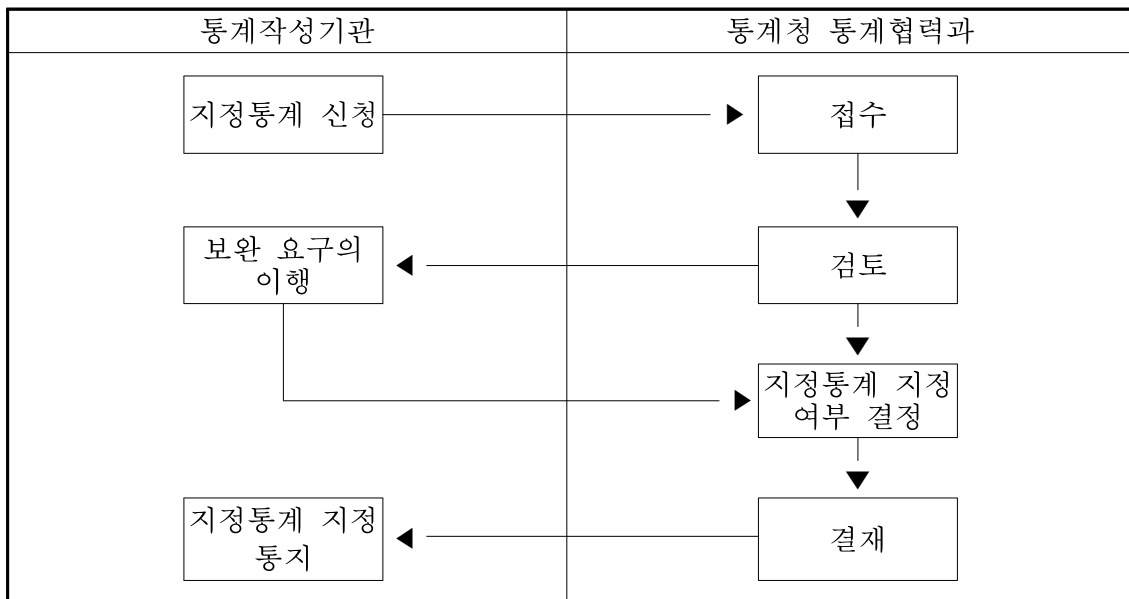 통계작성기관
통계청 통계협력과
지정통계 신청
접수
보완 요구의
이행
검토
지정통계 지정
여부 결정
지정통계 지정
통지
결재